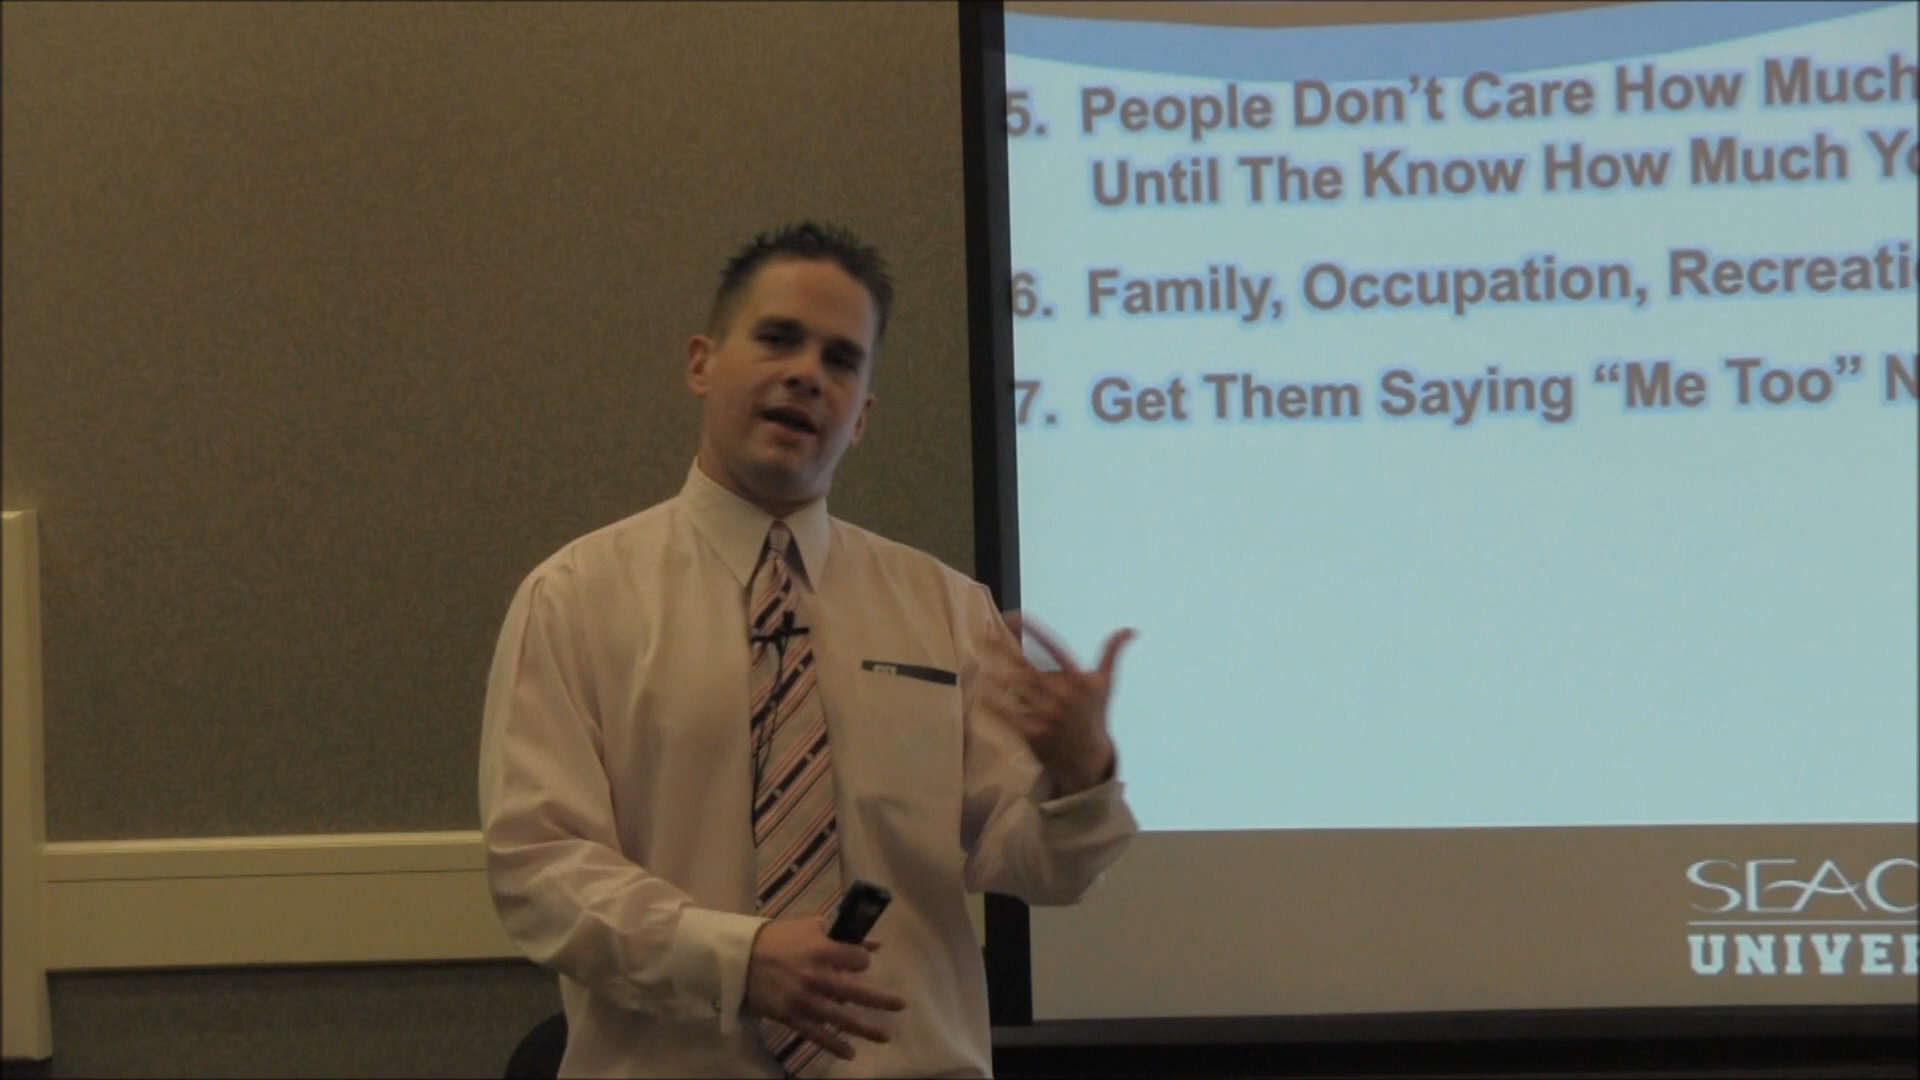 5. People Don't Care How Much
Until The Know How Much Yo
6. Family, Occupation, Recreati
7. Get Them Saying “Me Too” N
SEAC
UNIVER